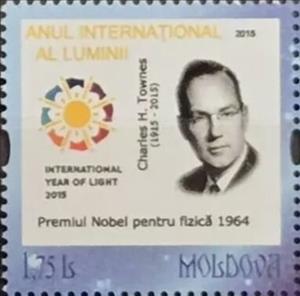 ANUL INTERNAȚIONAL
AL LUMINII
2015
Charles H. Townes
(1915 - 2015)
INTERNATIONAL
YEAR OF LIGHT
2015
Premiul Nobel pentru fizică 1964
1,75 ls
MOLDOVA